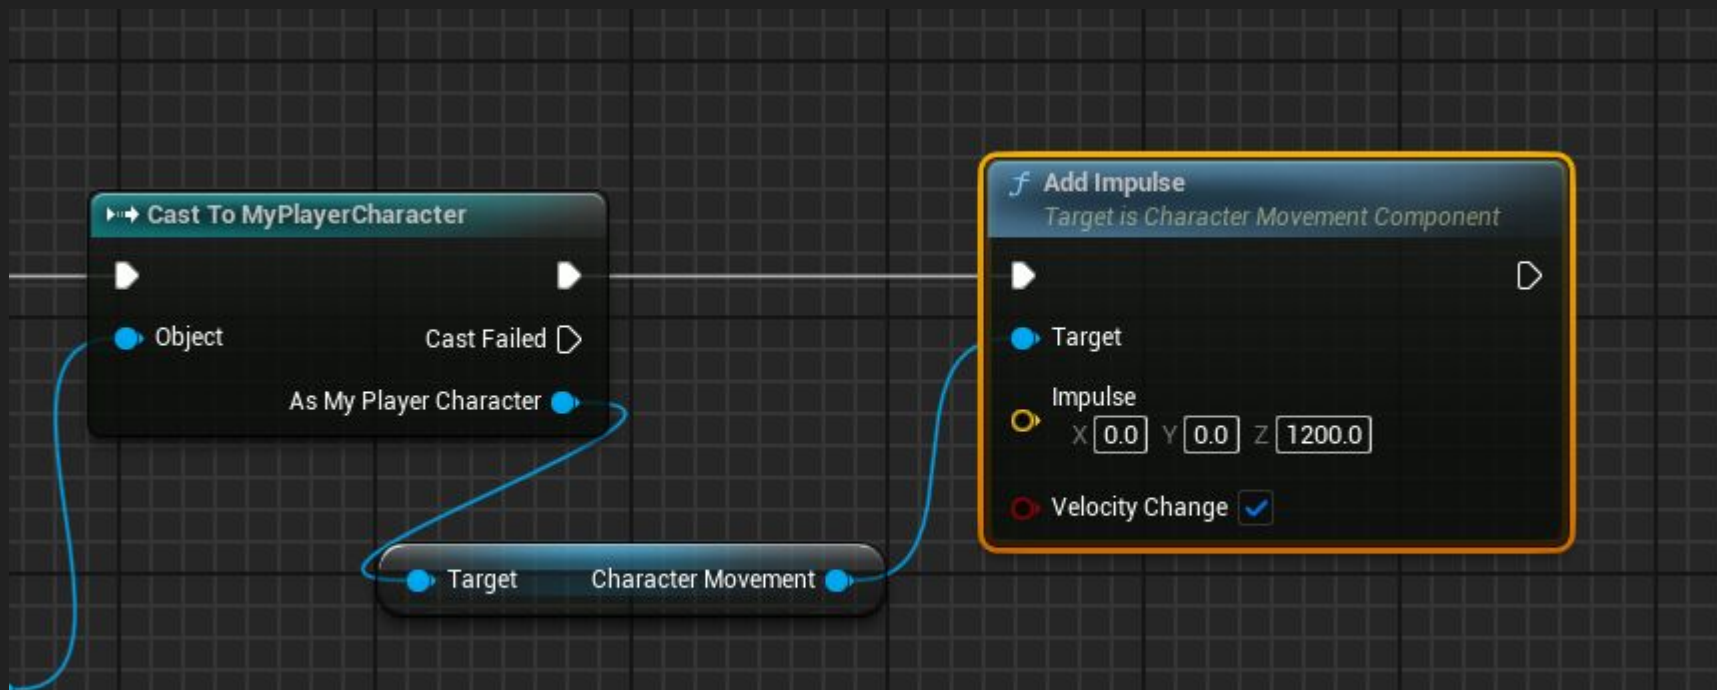 Cast To MyPlayerCharacter
Object
Cast Failed
As My Player Character
Target
Character Movement
f Add Impulse
Target is Character Movement Component
Target
Impulse
X 0.0 Y 0.0 Z 1200.0
Velocity Change